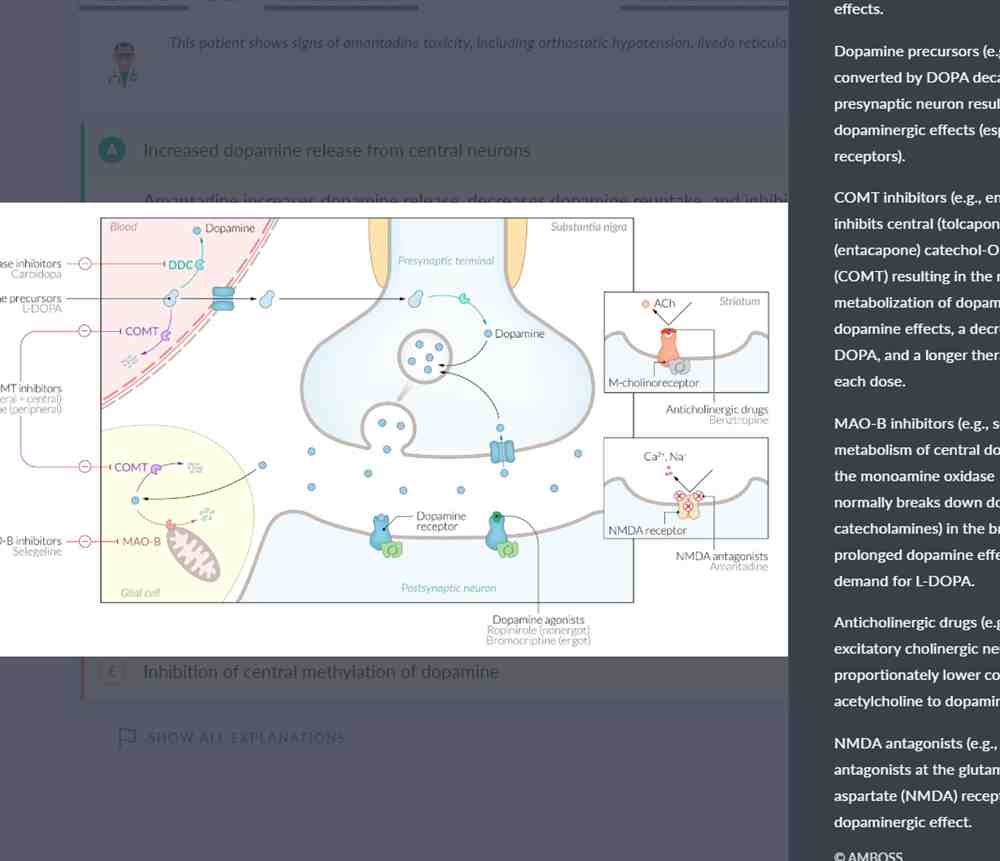 This patient shows signs of amantadine toxicity, including orthostatic hypotension, livedo reticula
A Increased dopamine release from central neurons
Amantadine increases dopamine release, decreases dopamine reuptake, and inhibi
Blood
Dopamine
DDC
ase inhibitors
Carbidopa
ne precursors
L-DOPA
COMT
MT inhibitors
eral + central)
ne (peripheral)
COMT
O-B inhibitors
Selegeline
MAO-B
Glial cell
Presynaptic terminal
Substantia nigra
Dopamine
Dopamine
receptor
Postsynaptic neuron
Dopamine agonists
Ropinirole (nonergot)
Bromocriptine (ergot)
ACh
Striatum
M-cholinoreceptor
Anticholinergic drugs
Benztropine
Ca²⁺, Na⁺
NMDA receptor
NMDA antagonists
Amantadine
E Inhibition of central methylation of dopamine
SHOW ALL EXPLANATIONS
effects.
Dopamine precursors (e.g
converted by DOPA deca
presynaptic neuron resul
dopaminergic effects (esp
receptors).
COMT inhibitors (e.g., en
inhibits central (tolcapon
(entacapone) catechol-O
(COMT) resulting in the r
metabolization of dopam
dopamine effects, a decr
DOPA, and a longer ther
each dose.
MAO-B inhibitors (e.g., s
metabolism of central do
the monoamine oxidase
normally breaks down do
catecholamines) in the br
prolonged dopamine effe
demand for L-DOPA.
Anticholinergic drugs (e.g
excitatory cholinergic ne
proportionately lower co
acetylcholine to dopamin
NMDA antagonists (e.g.,
antagonists at the glutam
aspartate (NMDA) recept
dopaminergic effect.
© AMBOSS